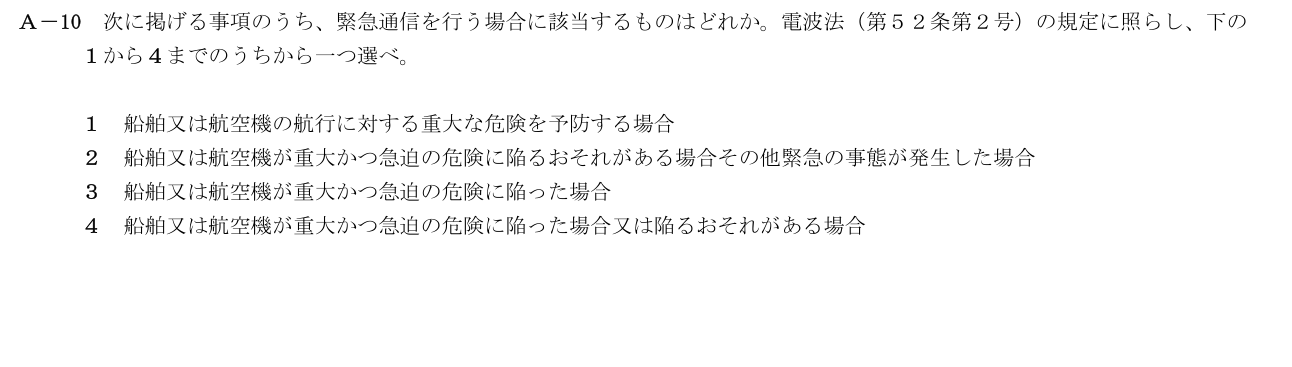 Ａ－10　次に掲げる事項のうち、緊急通信を行う場合に該当するものはどれか。電波法（第５２条第２号）の規定に照らし、下の
1から4までのうちから一つ選べ。
1　船舶又は航空機の航行に対する重大な危険を予防する場合
2　船舶又は航空機が重大かつ急迫の危険に陥るおそれがある場合その他緊急の事態が発生した場合
3　船舶又は航空機が重大かつ急迫の危険に陥った場合
4　船舶又は航空機が重大かつ急迫の危険に陥った場合又は陥るおそれがある場合